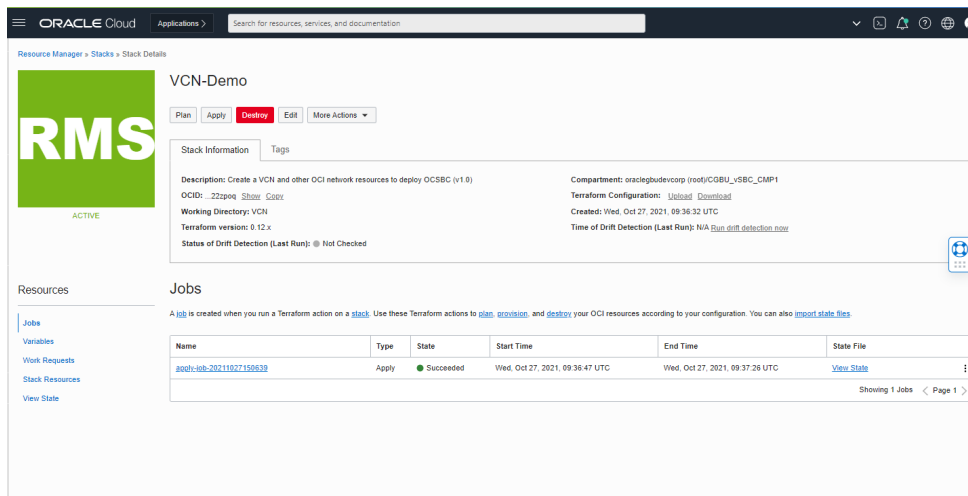 ORACLE Cloud
Applications >
Search for resources, services, and documentation
Resource Manager » Stacks » Stack Details
RMS
ACTIVE
VCN-Demo
Plan
Apply
Destroy
Edit
More Actions
Stack Information
Tags
Description: Create a VCN and other OCI network resources to deploy OCSBC (v1.0)
OCID: ...22zpoq Show Copy
Working Directory: VCN
Terraform version: 0.12.x
Status of Drift Detection (Last Run): Not Checked
Compartment: oraclegbudevcorp (root)/CGBU_vSBC_CMP1
Terraform Configuration: Upload Download
Created: Wed, Oct 27, 2021, 09:36:32 UTC
Time of Drift Detection (Last Run): N/A Run drift detection now
Resources
Jobs
Variables
Work Requests
Stack Resources
View State
Jobs
A job is created when you run a Terraform action on a stack. Use these Terraform actions to plan, provision, and destroy your OCI resources according to your configuration. You can also import state files.
Name Type State Start Time End Time State File
apply-job-20211027150639 Apply Succeeded Wed, Oct 27, 2021, 09:36:47 UTC Wed, Oct 27, 2021, 09:37:26 UTC View State
Showing 1 Jobs < Page 1 >